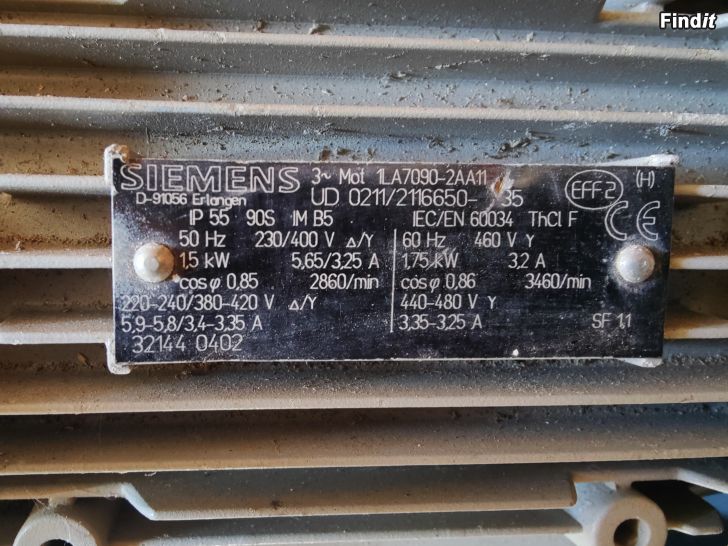 Findit
SIEMENS 3~ Mot 1LA7090-2AA11
D-91056 Erlangen UD 0211/2116650- 35 EFF2 (H)
IP 55 90S IM B5 IEC/EN 60034 ThCl F CE
50 Hz 230/400 V Δ/Y 60 Hz 460 V Y
1,5 kW 5,65/3,25 A 1,75 kW 3,2 A
cos φ 0,85 2860/min cos φ 0,86 3460/min
220-240/380-420 V Δ/Y 440-480 V Y
5,9-5,8/3,4-3,35 A 3,35-3,25 A SF 1,1
32144 0402